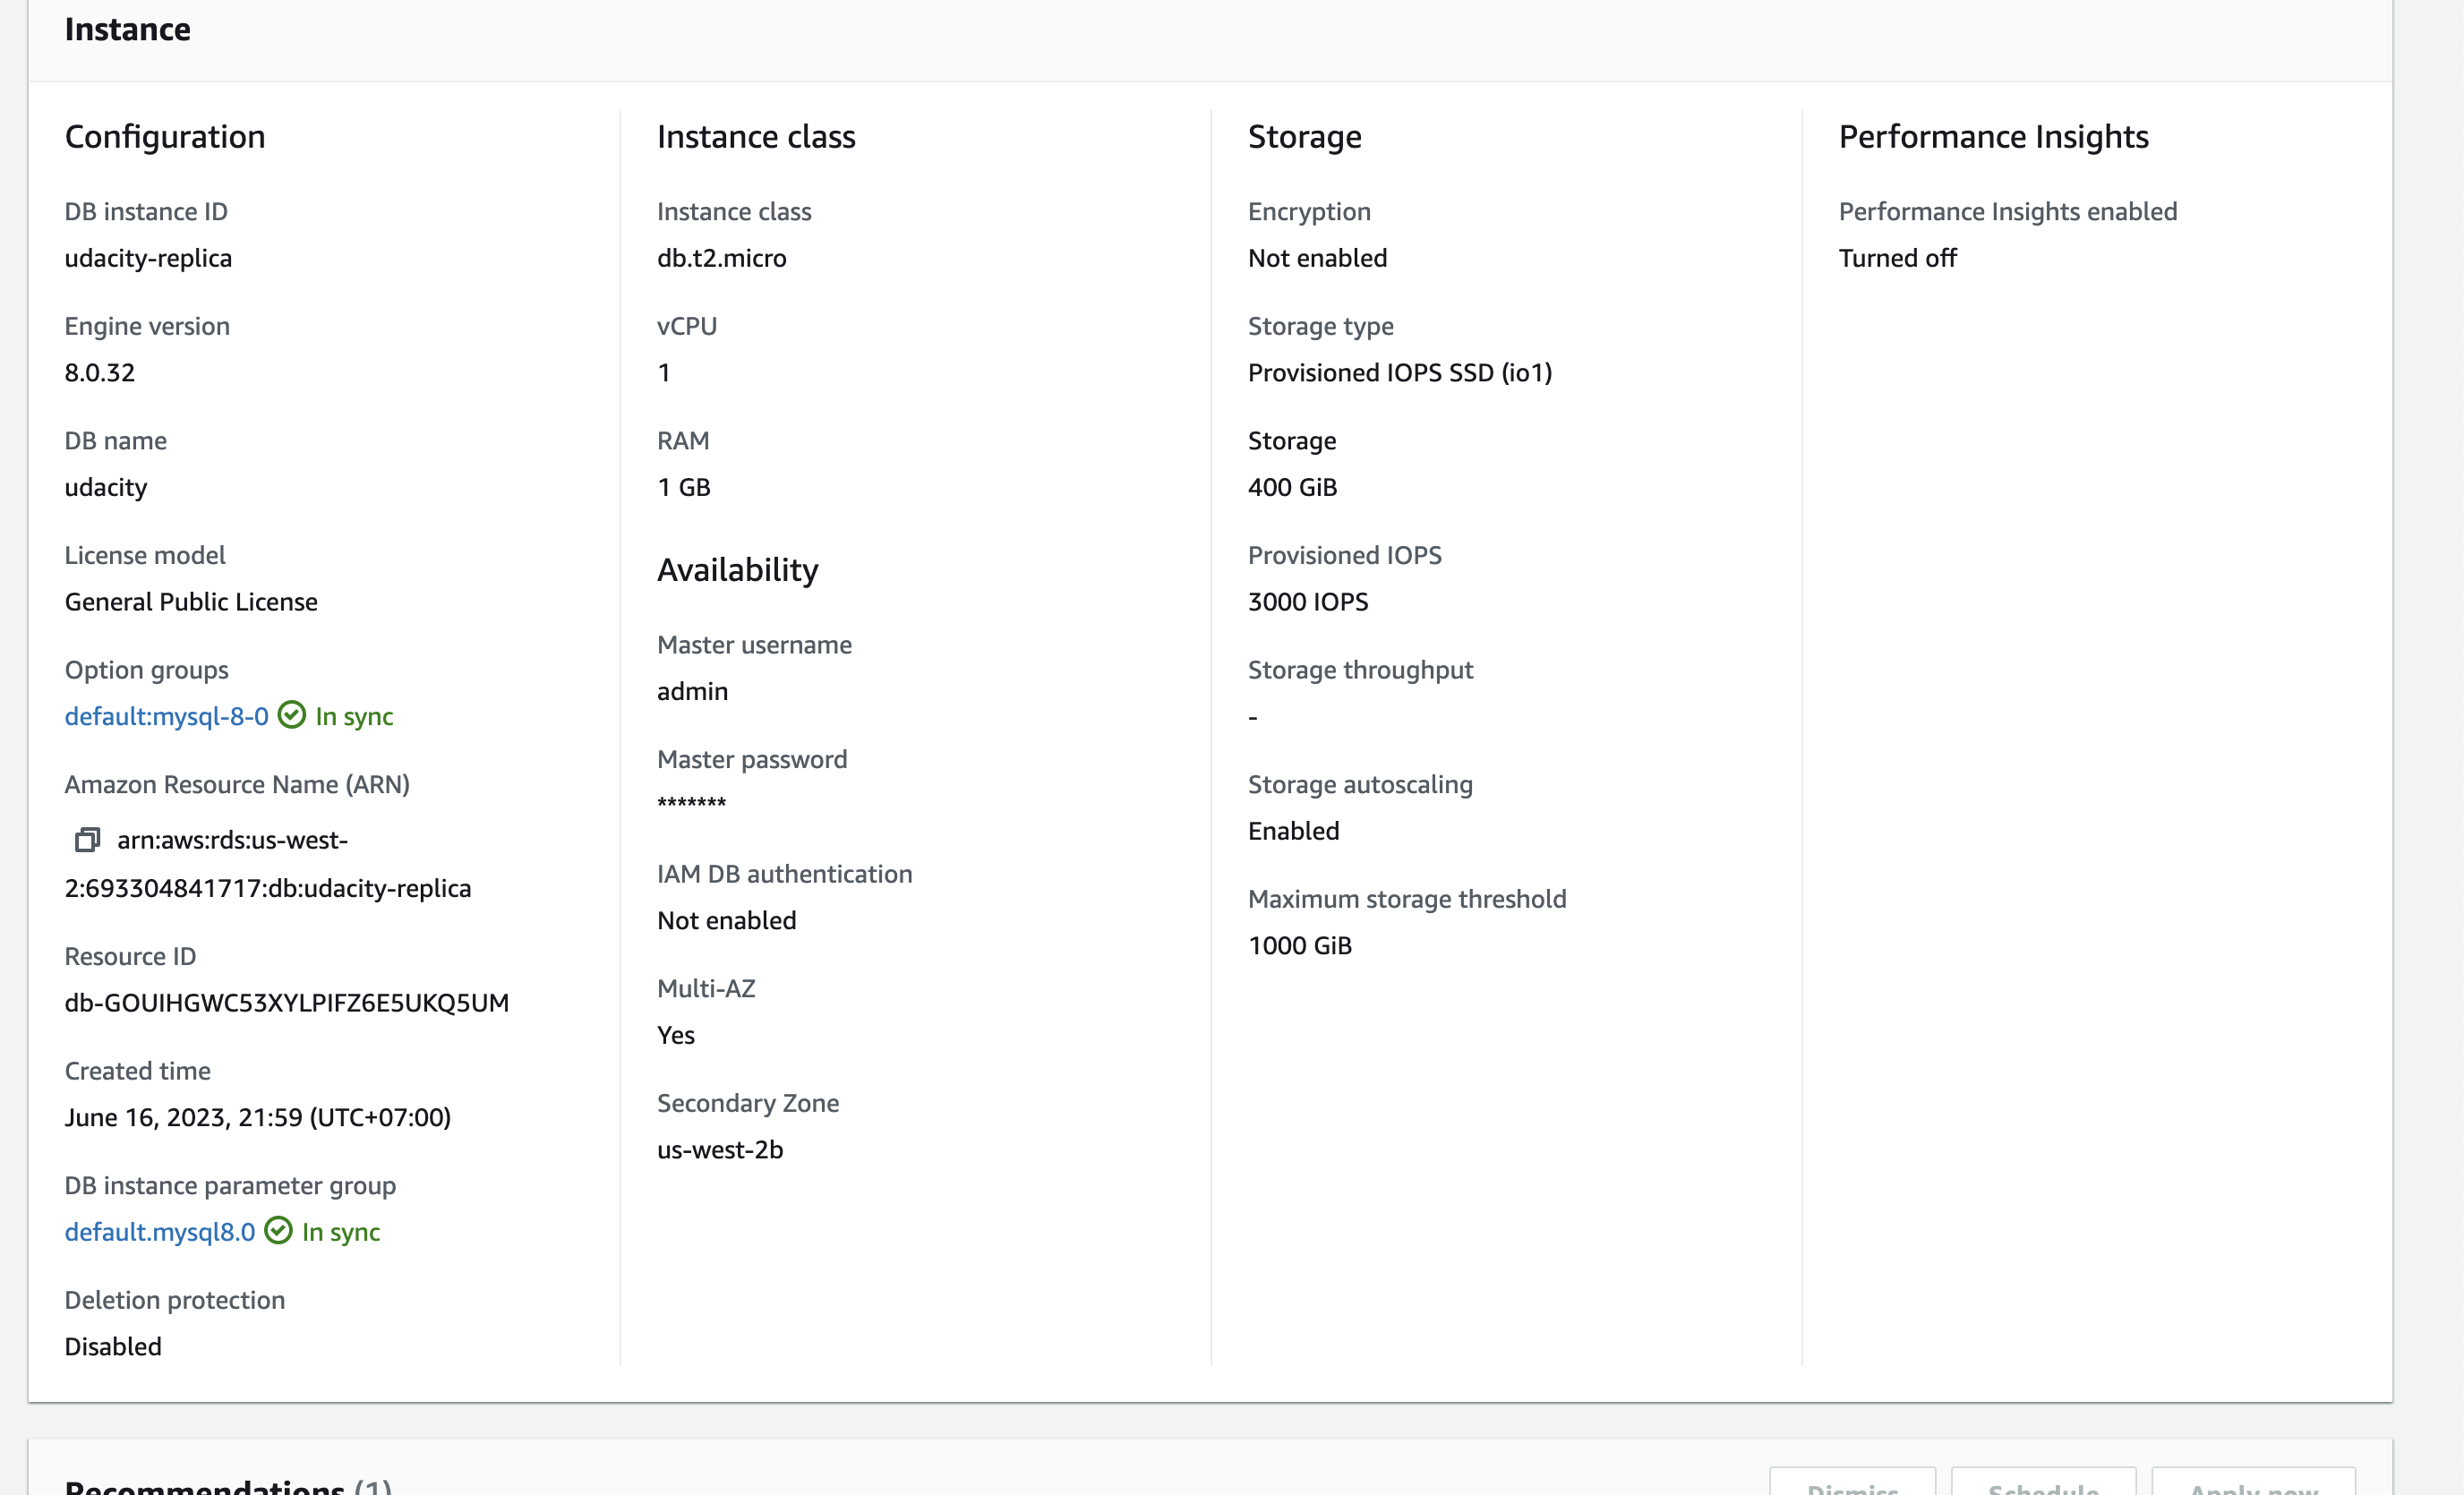 Instance
Configuration
DB instance ID
udacity-replica
Engine version
8.0.32
DB name
udacity
License model
General Public License
Option groups
default:mysql-8-0 In sync
Amazon Resource Name (ARN)
arn:aws:rds:us-west-
2:693304841717:db:udacity-replica
Resource ID
db-GOUIHGWC53XYLPIFZ6E5UKQ5UM
Created time
June 16, 2023, 21:59 (UTC+07:00)
DB instance parameter group
default.mysql8.0 In sync
Deletion protection
Disabled
Instance class
Instance class
db.t2.micro
vCPU
1
RAM
1 GB
Availability
Master username
admin
Master password
*******
IAM DB authentication
Not enabled
Multi-AZ
Yes
Secondary Zone
us-west-2b
Storage
Encryption
Not enabled
Storage type
Provisioned IOPS SSD (io1)
Storage
400 GiB
Provisioned IOPS
3000 IOPS
Storage throughput
-
Storage autoscaling
Enabled
Maximum storage threshold
1000 GiB
Performance Insights
Performance Insights enabled
Turned off
Recommendations (1)
Dismiss
Schedule
Apply now